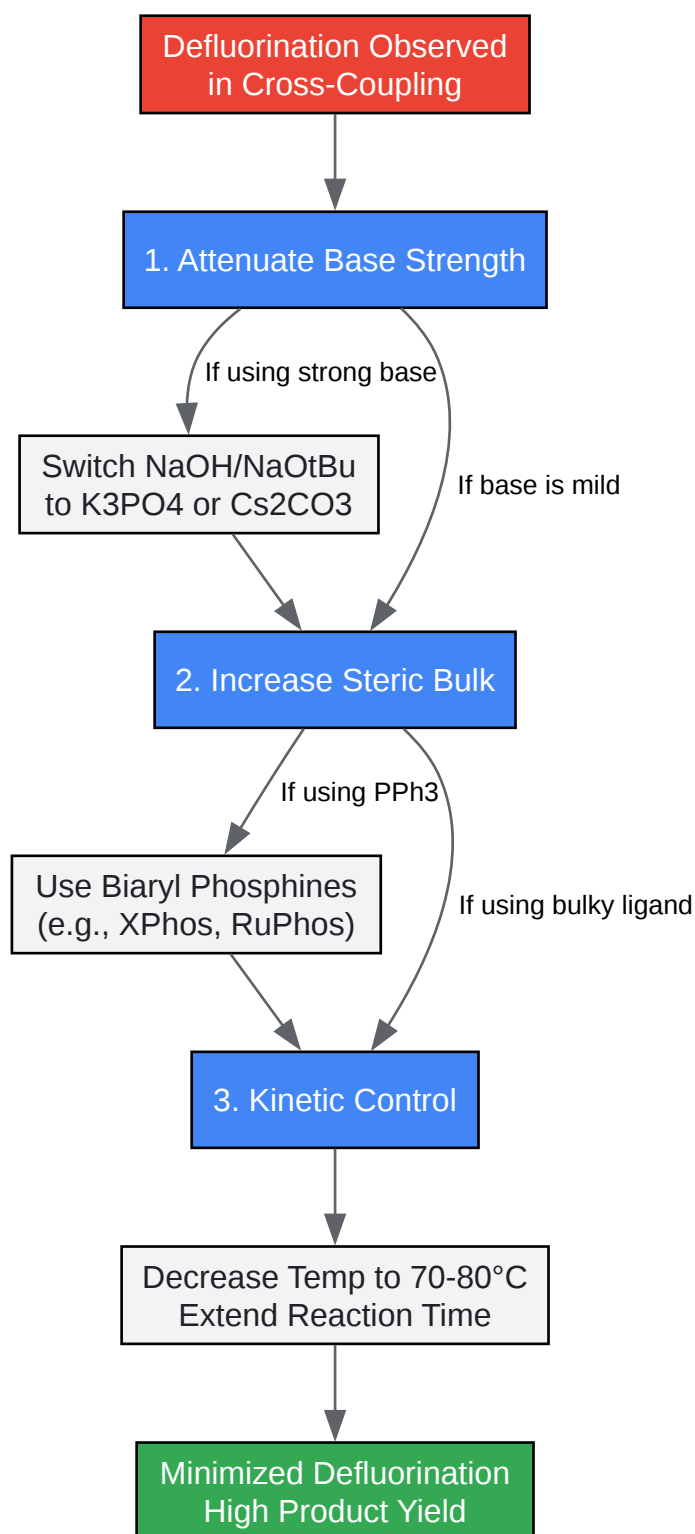 Defluorination Observed
in Cross-Coupling
1. Attenuate Base Strength
If using strong base
Switch NaOH/NaOtBu
to K3PO4 or Cs2CO3
If base is mild
2. Increase Steric Bulk
If using PPh3
Use Biaryl Phosphines
(e.g., XPhos, RuPhos)
If using bulky ligand
3. Kinetic Control
Decrease Temp to 70-80°C
Extend Reaction Time
Minimized Defluorination
High Product Yield